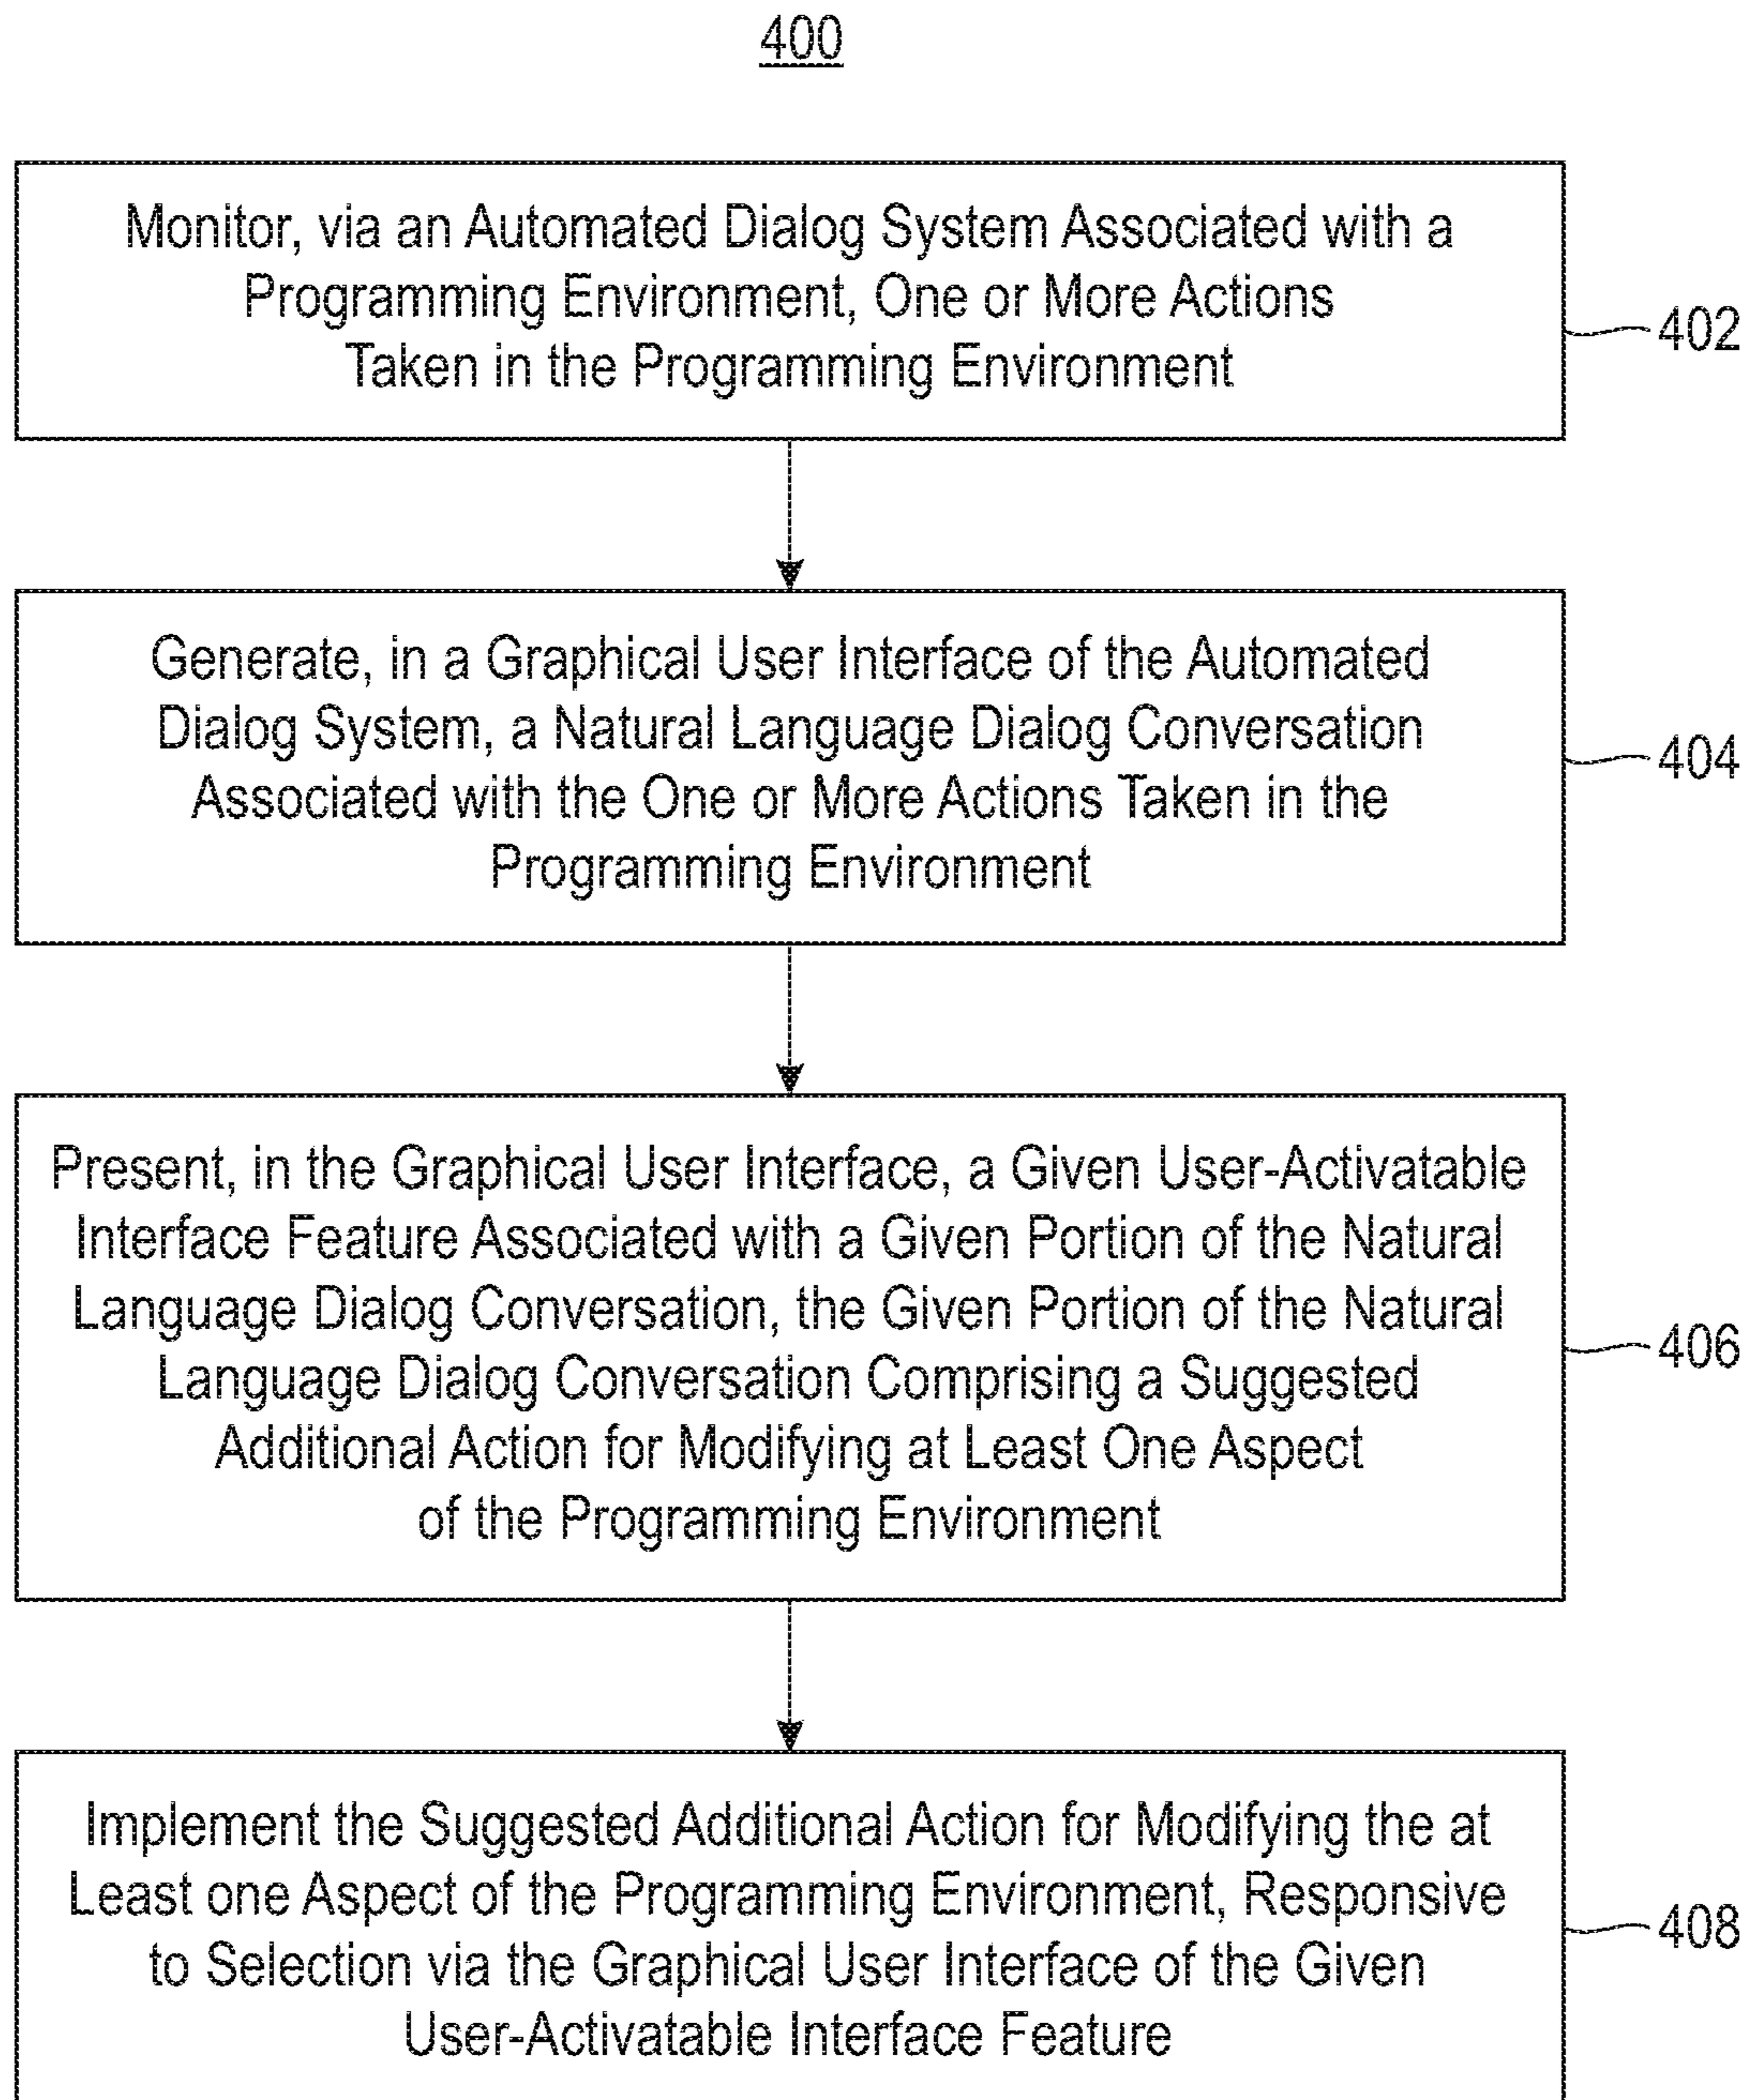 400
Monitor, via an Automated Dialog System Associated with a
Programming Environment, One or More Actions
Taken in the Programming Environment
402
Generate, in a Graphical User Interface of the Automated
Dialog System, a Natural Language Dialog Conversation
Associated with the One or More Actions Taken in the
Programming Environment
404
Present, in the Graphical User Interface, a Given User-Activatable
Interface Feature Associated with a Given Portion of the Natural
Language Dialog Conversation, the Given Portion of the Natural
Language Dialog Conversation Comprising a Suggested
Additional Action for Modifying at Least One Aspect
of the Programming Environment
406
Implement the Suggested Additional Action for Modifying the at
Least one Aspect of the Programming Environment, Responsive
to Selection via the Graphical User Interface of the Given
User-Activatable Interface Feature
408